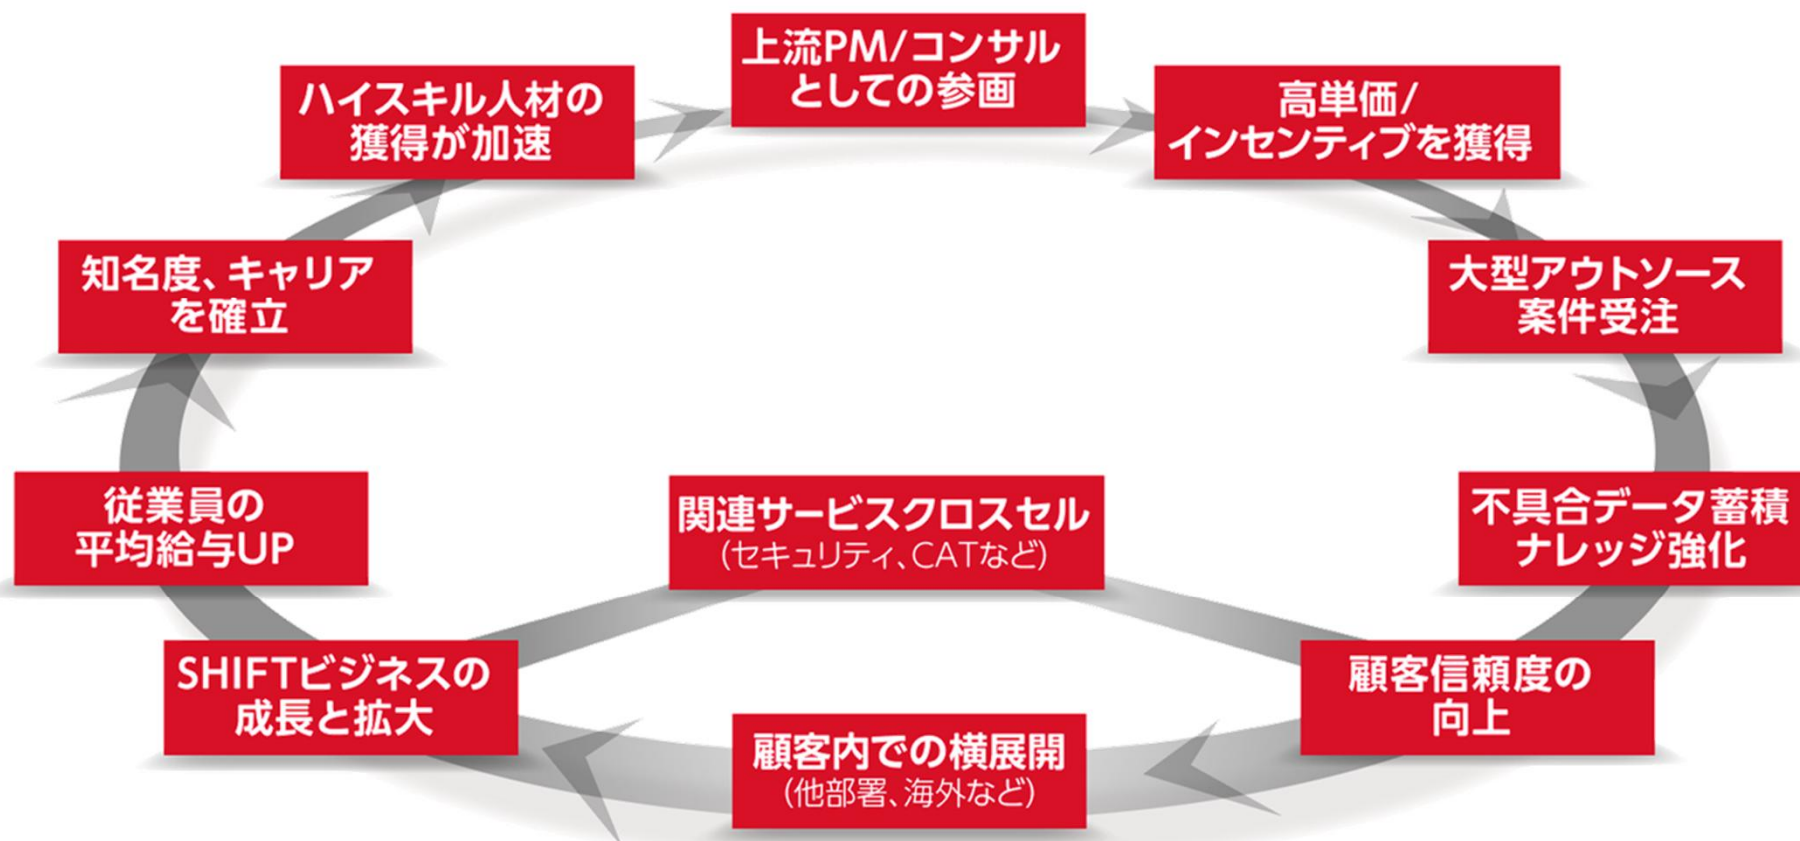 上流PM/コンサル
としての参画
高単価/
インセンティブを獲得
大型アウトソース
案件受注
不具合データ蓄積
ナレッジ強化
顧客信頼度の
向上
関連サービスクロスセル
(セキュリティ、CATなど)
顧客内での横展開
(他部署、海外など)
SHIFTビジネスの
成長と拡大
従業員の
平均給与UP
知名度、キャリア
を確立
ハイスキル人材の
獲得が加速